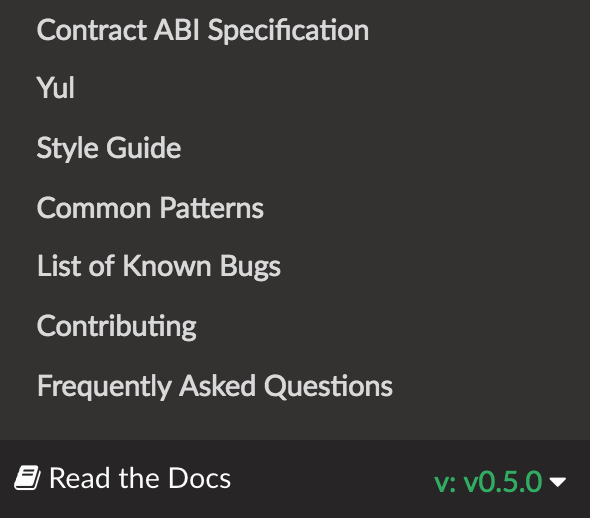 Contract ABI Specification
Yul
Style Guide
Common Patterns
List of Known Bugs
Contributing
Frequently Asked Questions
Read the Docs v: v0.5.0